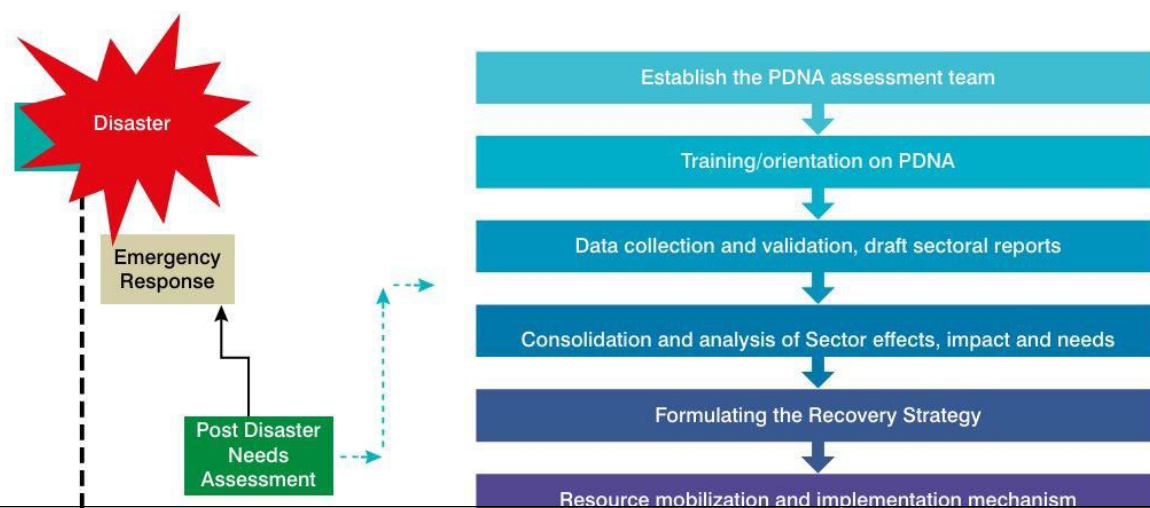 Disaster
Emergency
Response
Post Disaster
Needs
Assessment
Establish the PDNA assessment team
Training/orientation on PDNA
Data collection and validation, draft sectoral reports
Consolidation and analysis of Sector effects, impact and needs
Formulating the Recovery Strategy
Resource mobilization and implementation mechanism